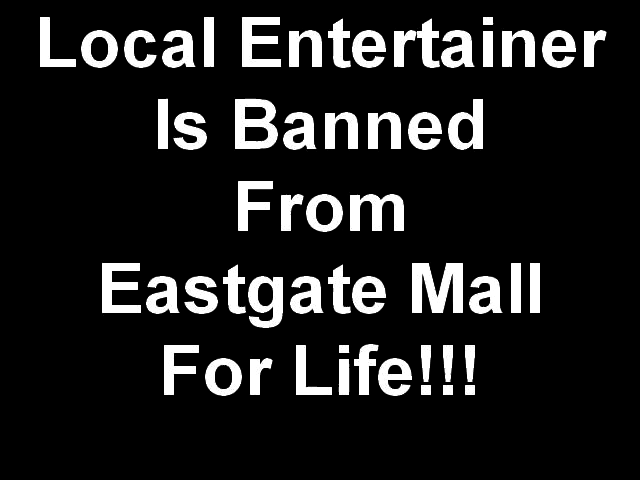 Local Entertainer
Is Banned
From
Eastgate Mall
For Life!!!